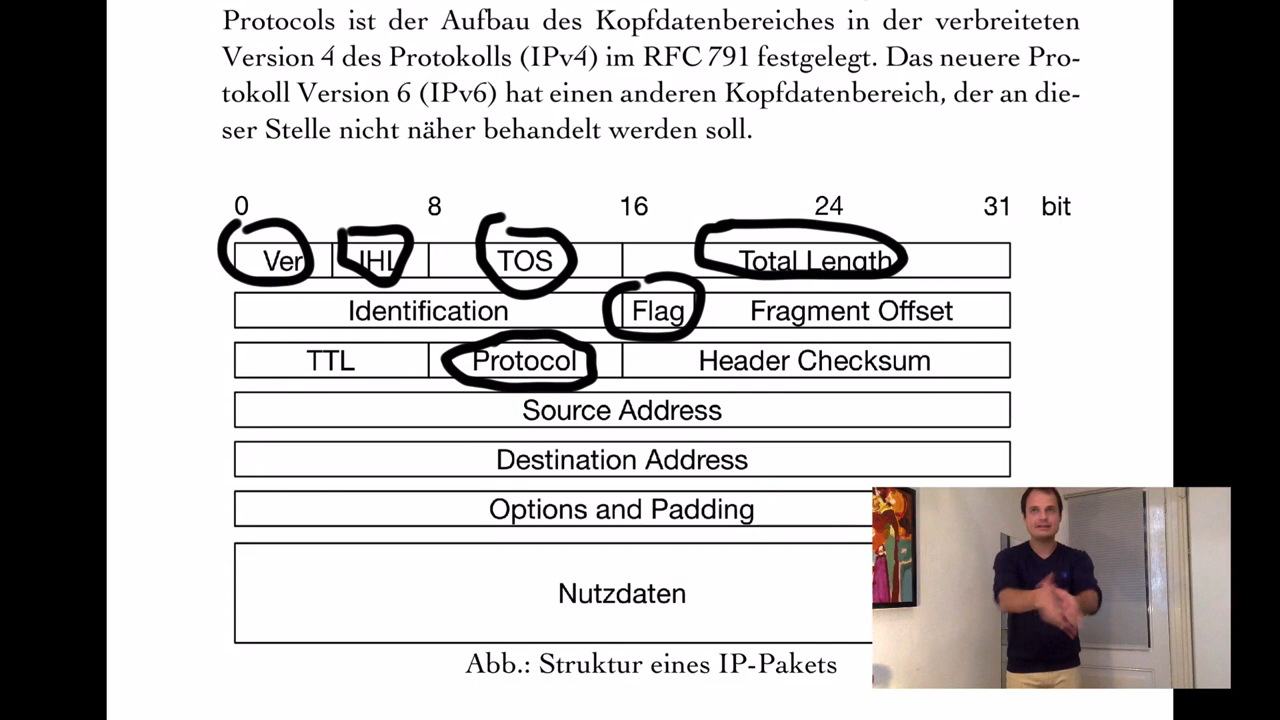 Protocols ist der Aufbau des Kopfdatenbereiches in der verbreiteten
Version 4 des Protokolls (IPv4) im RFC 791 festgelegt. Das neuere Pro-
tokoll Version 6 (IPv6) hat einen anderen Kopfdatenbereich, der an die-
ser Stelle nicht näher behandelt werden soll.
0 8 16 24 31 bit
Ver IHL TOS Total Length
Identification Flag Fragment Offset
TTL Protocol Header Checksum
Source Address
Destination Address
Options and Padding
Nutzdaten
Abb.: Struktur eines IP-Pakets